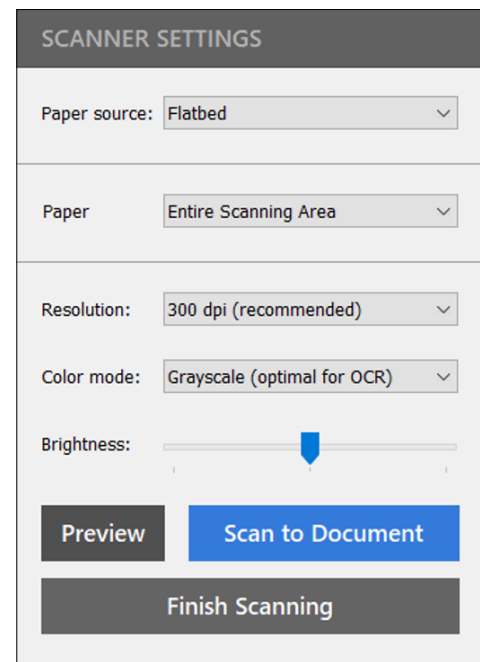 SCANNER SETTINGS
Paper source: Flatbed
Paper Entire Scanning Area
Resolution: 300 dpi (recommended)
Color mode: Grayscale (optimal for OCR)
Brightness:
Preview Scan to Document
Finish Scanning